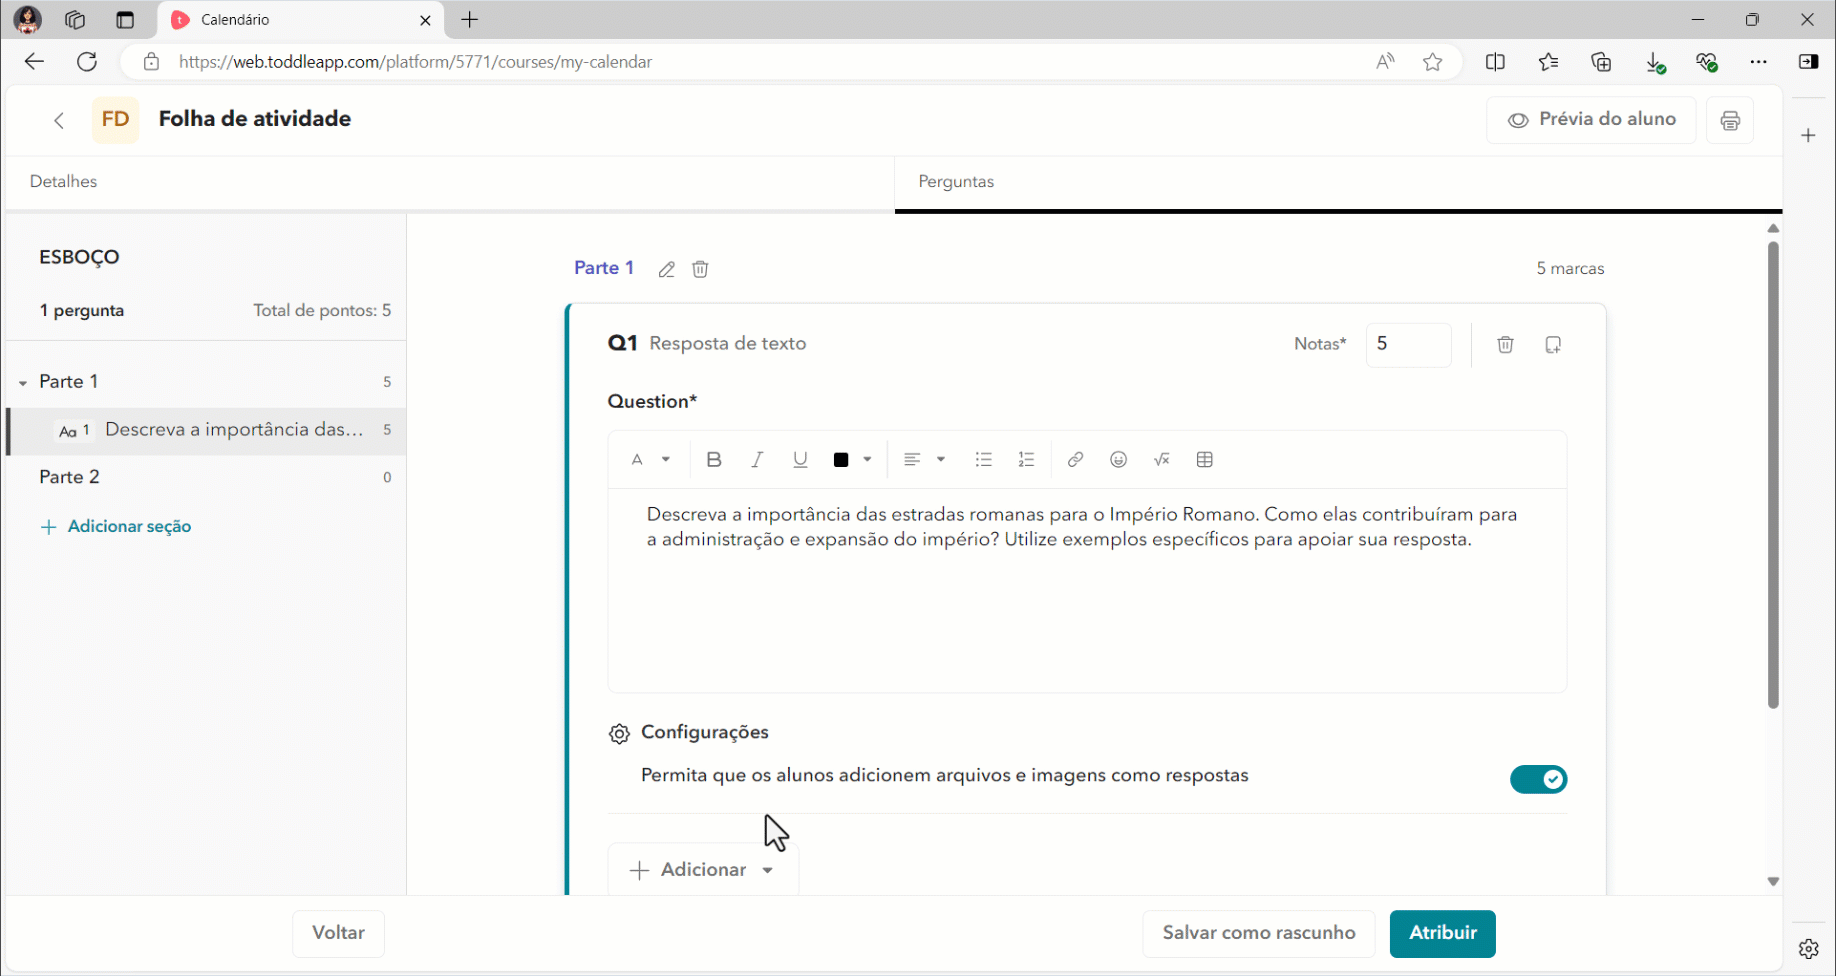 Calendário
https://web.toddleapp.com/platform/5771/courses/my-calendar
FD
Folha de atividade
Prévia do aluno
Detalhes
Perguntas
ESBOÇO
1 pergunta
Total de pontos: 5
Parte 1
5
Aa 1
Descreva a importância das...
5
Parte 2
0
Adicionar seção
Parte 1
5 marcas
Q1 Resposta de texto
Notas*
5
Question*
Descreva a importância das estradas romanas para o Império Romano. Como elas contribuíram para
a administração e expansão do império? Utilize exemplos específicos para apoiar sua resposta.
Configurações
Permita que os alunos adicionem arquivos e imagens como respostas
Adicionar
Voltar
Salvar como rascunho
Atribuir